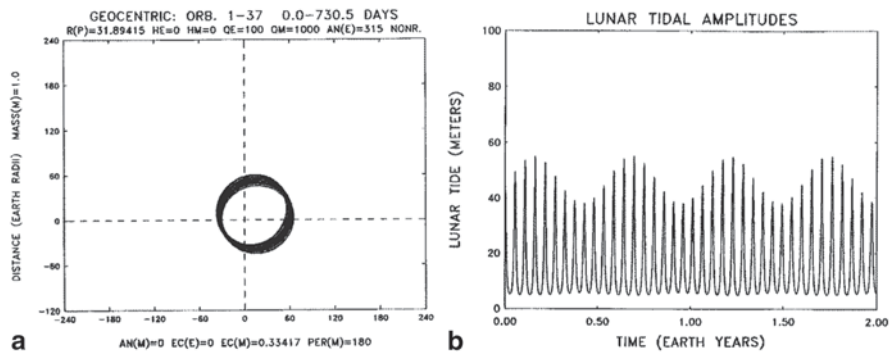 GEOCENTRIC: ORB. 1-37 0.0-730.5 DAYS
R(P)=31.89415 HE=0 HM=0 QE=100 QM=1000 AN(E)=315 NONR.
DISTANCE (EARTH RADII) MASS(M)=1.0
240
180
120
60
0
-60
-120
-240 -180 -120 -60 0 60 120 180 240
AN(M)=0 EC(E)=0 EC(M)=0.33417 PER(M)=180
a
LUNAR TIDAL AMPLITUDES
LUNAR TIDE (METERS)
100
80
60
40
20
0
0.00 0.50 1.00 1.50 2.00
TIME (EARTH YEARS)
b